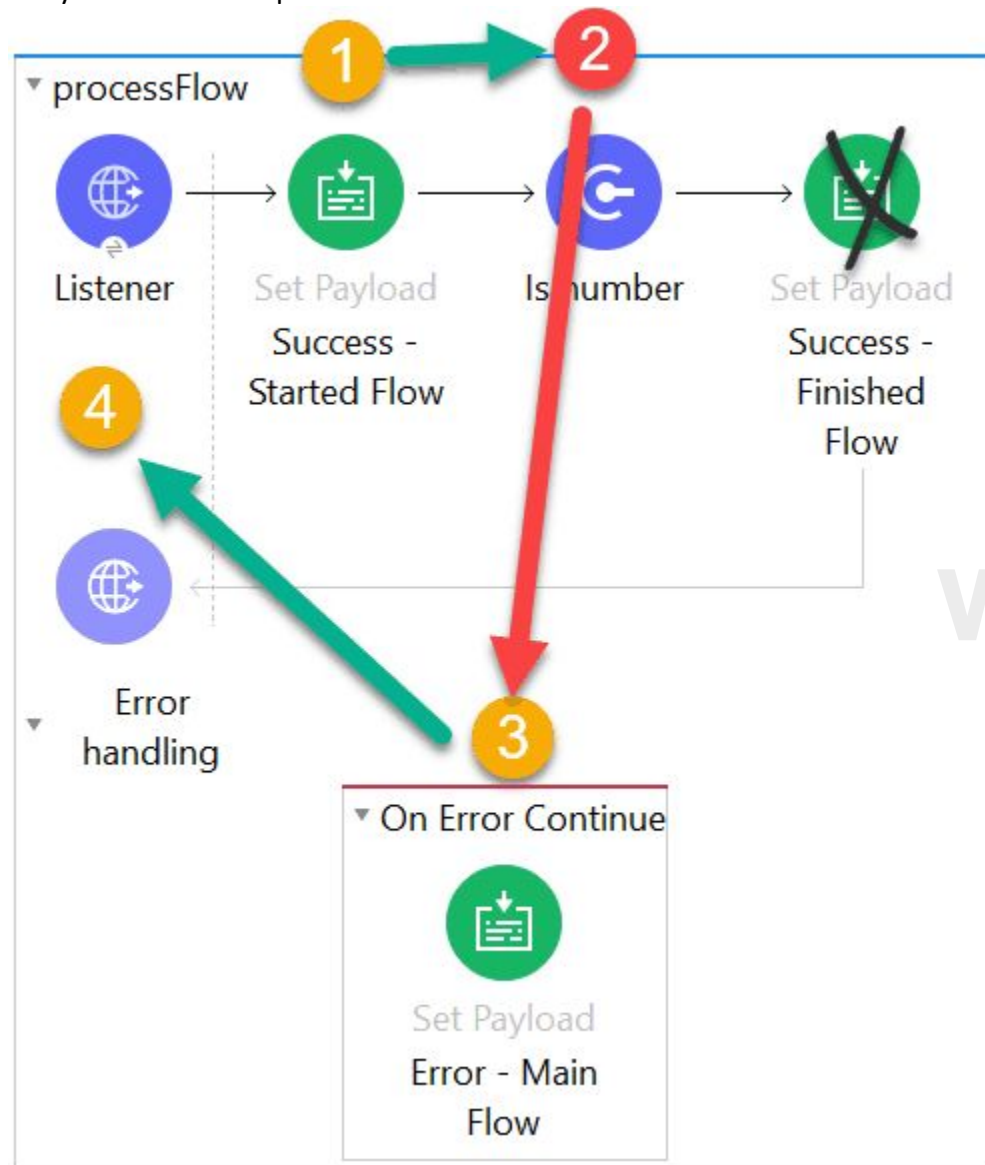 1
2
processFlow
Listener
Set Payload
Success -
Started Flow
Is number
Set Payload
Success -
Finished
Flow
4
Error
handling
3
On Error Continue
Set Payload
Error - Main
Flow